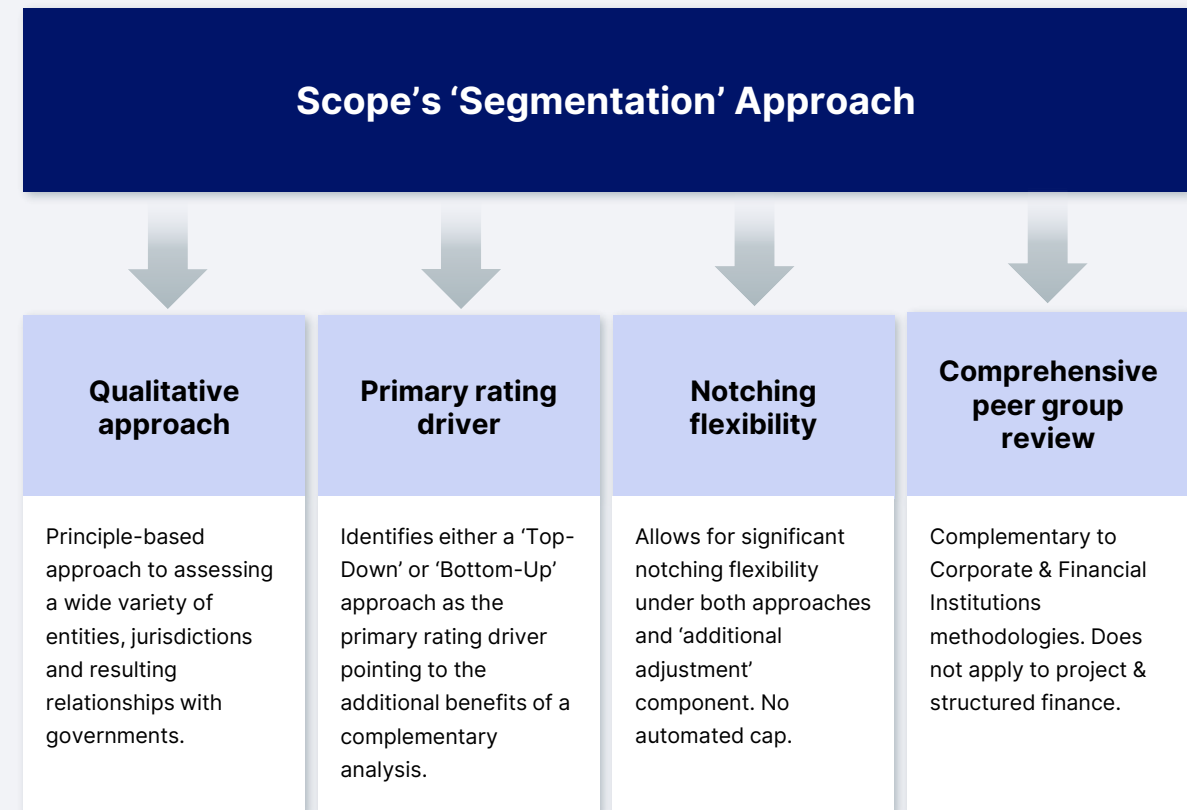 Scope’s ‘Segmentation’ Approach
Qualitative
approach
Principle-based
approach to assessing
a wide variety of
entities, jurisdictions
and resulting
relationships with
governments.
Primary rating
driver
Identifies either a ‘Top-
Down’ or ‘Bottom-Up’
approach as the
primary rating driver
pointing to the
additional benefits of a
complementary
analysis.
Notching
flexibility
Allows for significant
notching flexibility
under both approaches
and ‘additional
adjustment’
component. No
automated cap.
Comprehensive
peer group
review
Complementary to
Corporate & Financial
Institutions
methodologies. Does
not apply to project &
structured finance.